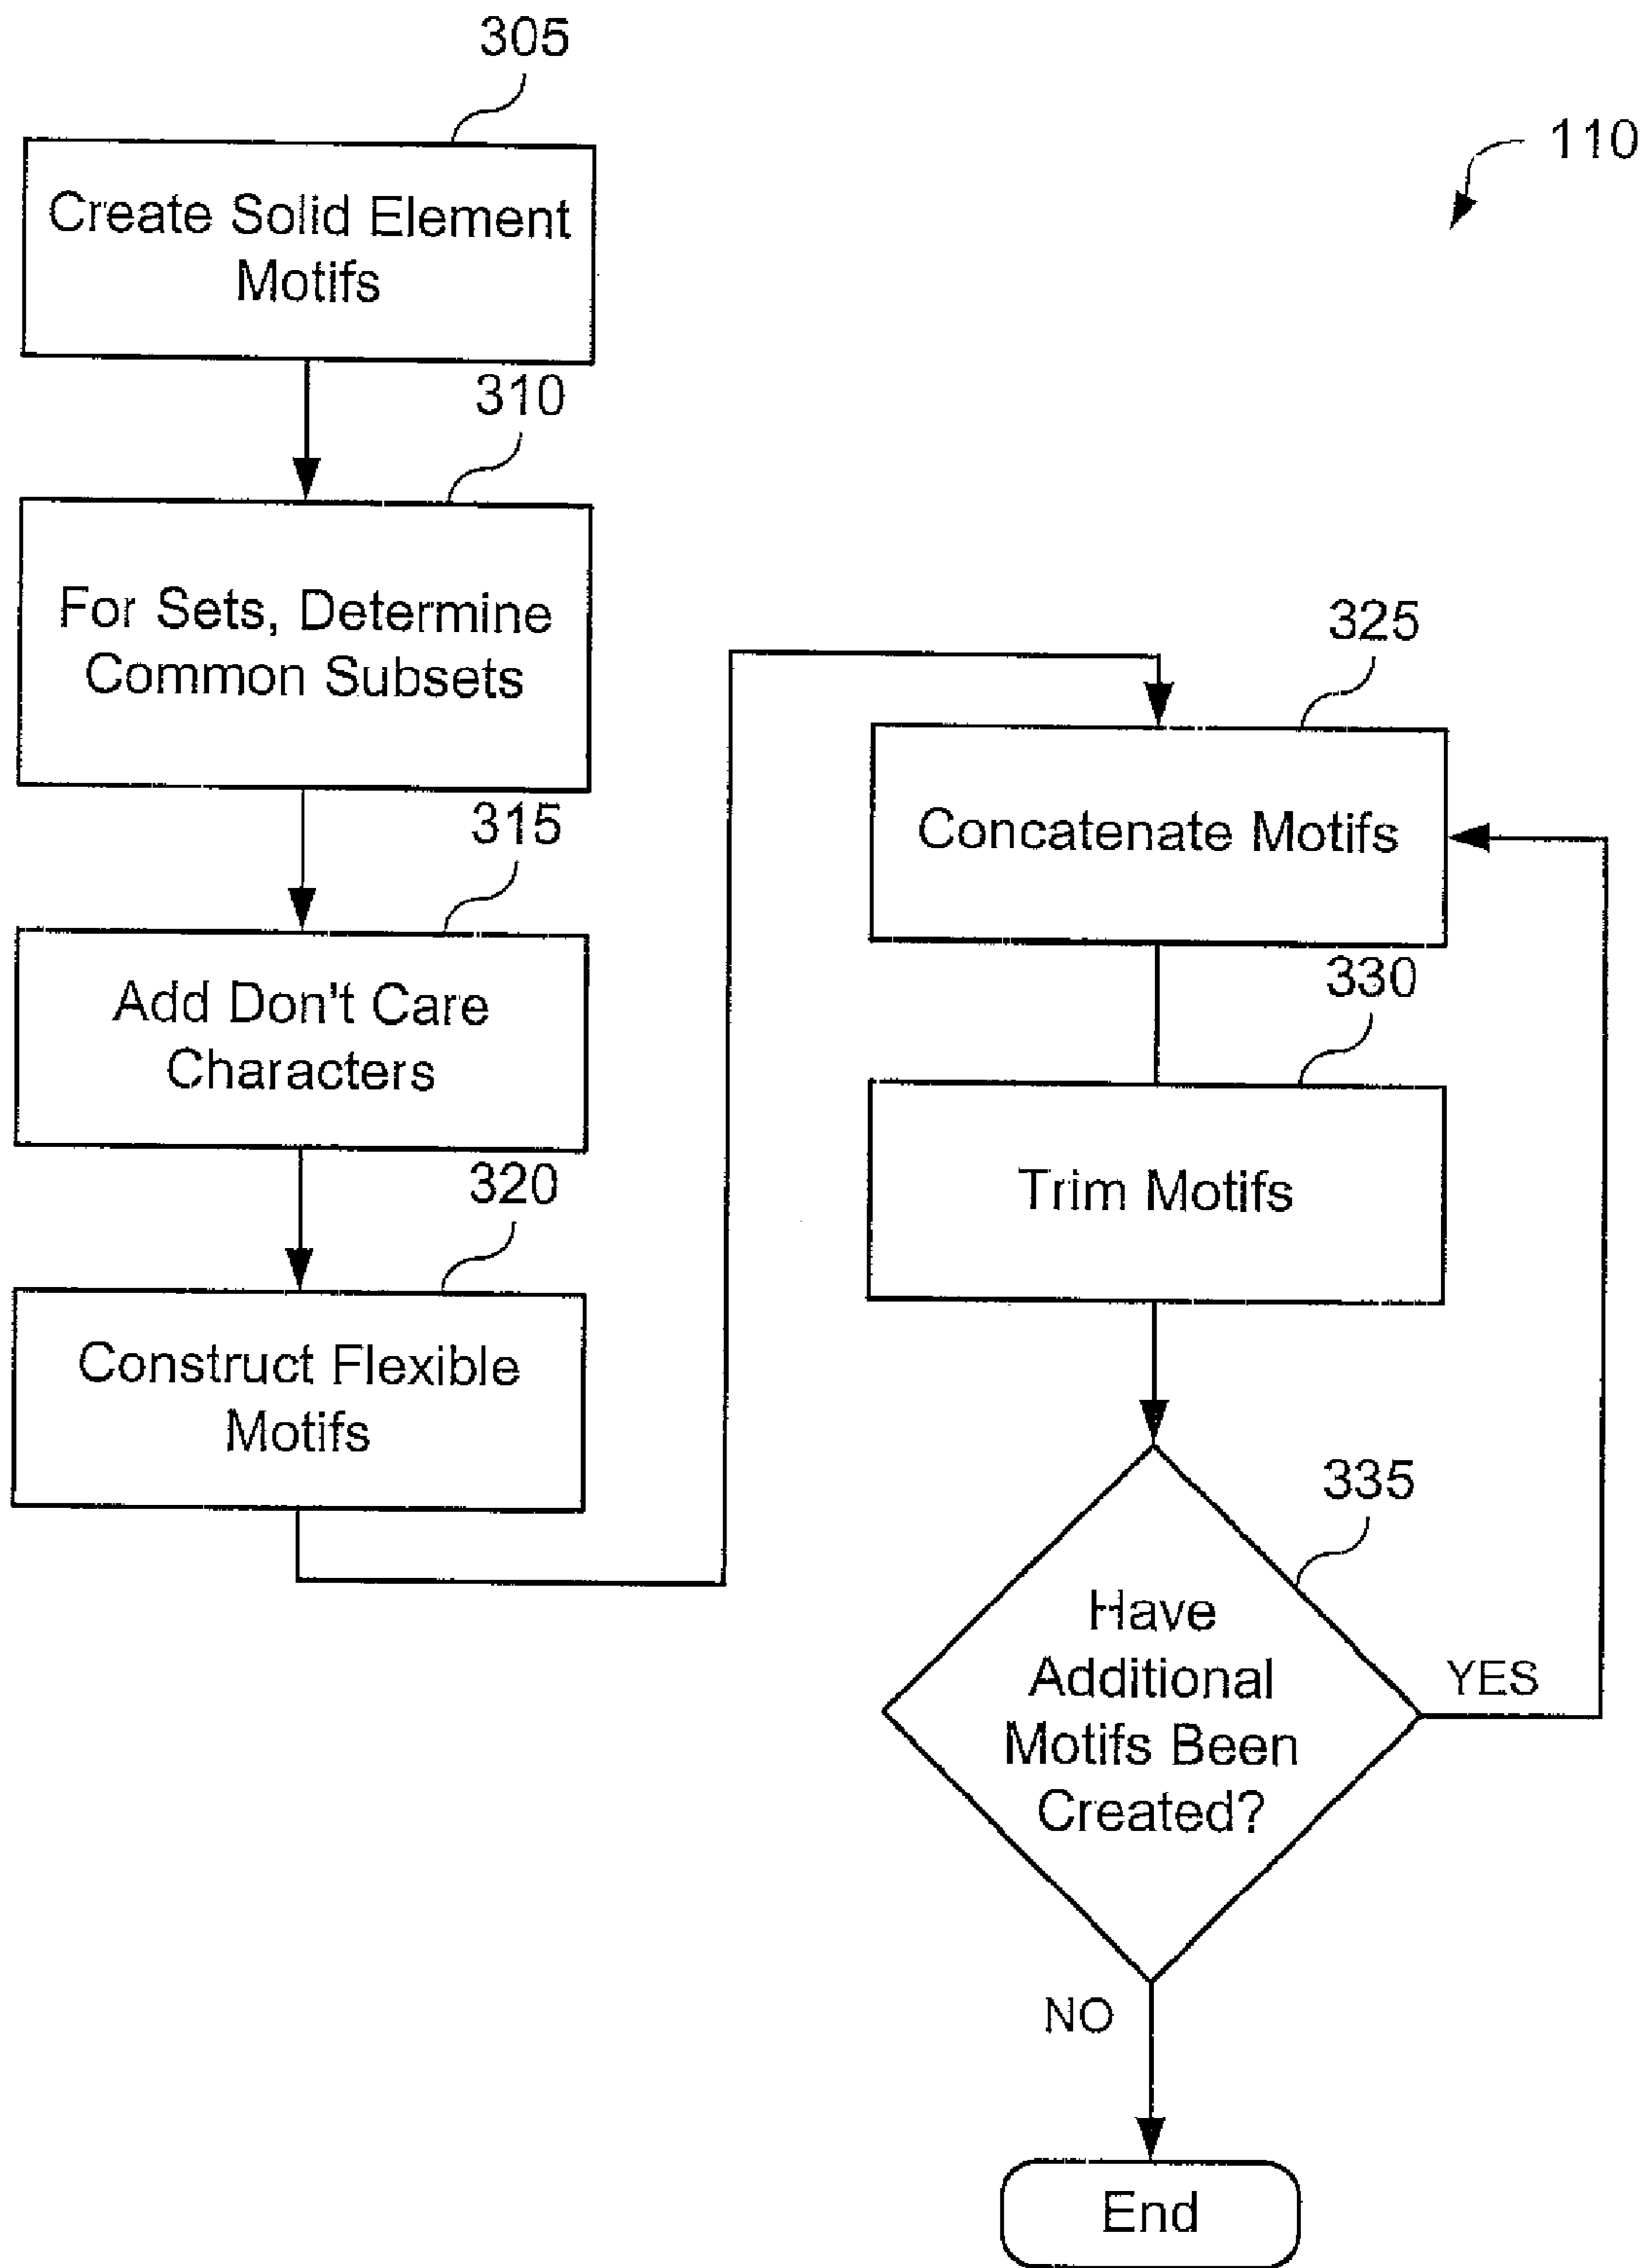 305
110
Create Solid Element
Motifs
310
For Sets, Determine
Common Subsets
315
Add Don't Care
Characters
320
Construct Flexible
Motifs
325
Concatenate Motifs
330
Trim Motifs
335
Have
Additional
Motifs Been
Created?
YES
NO
End